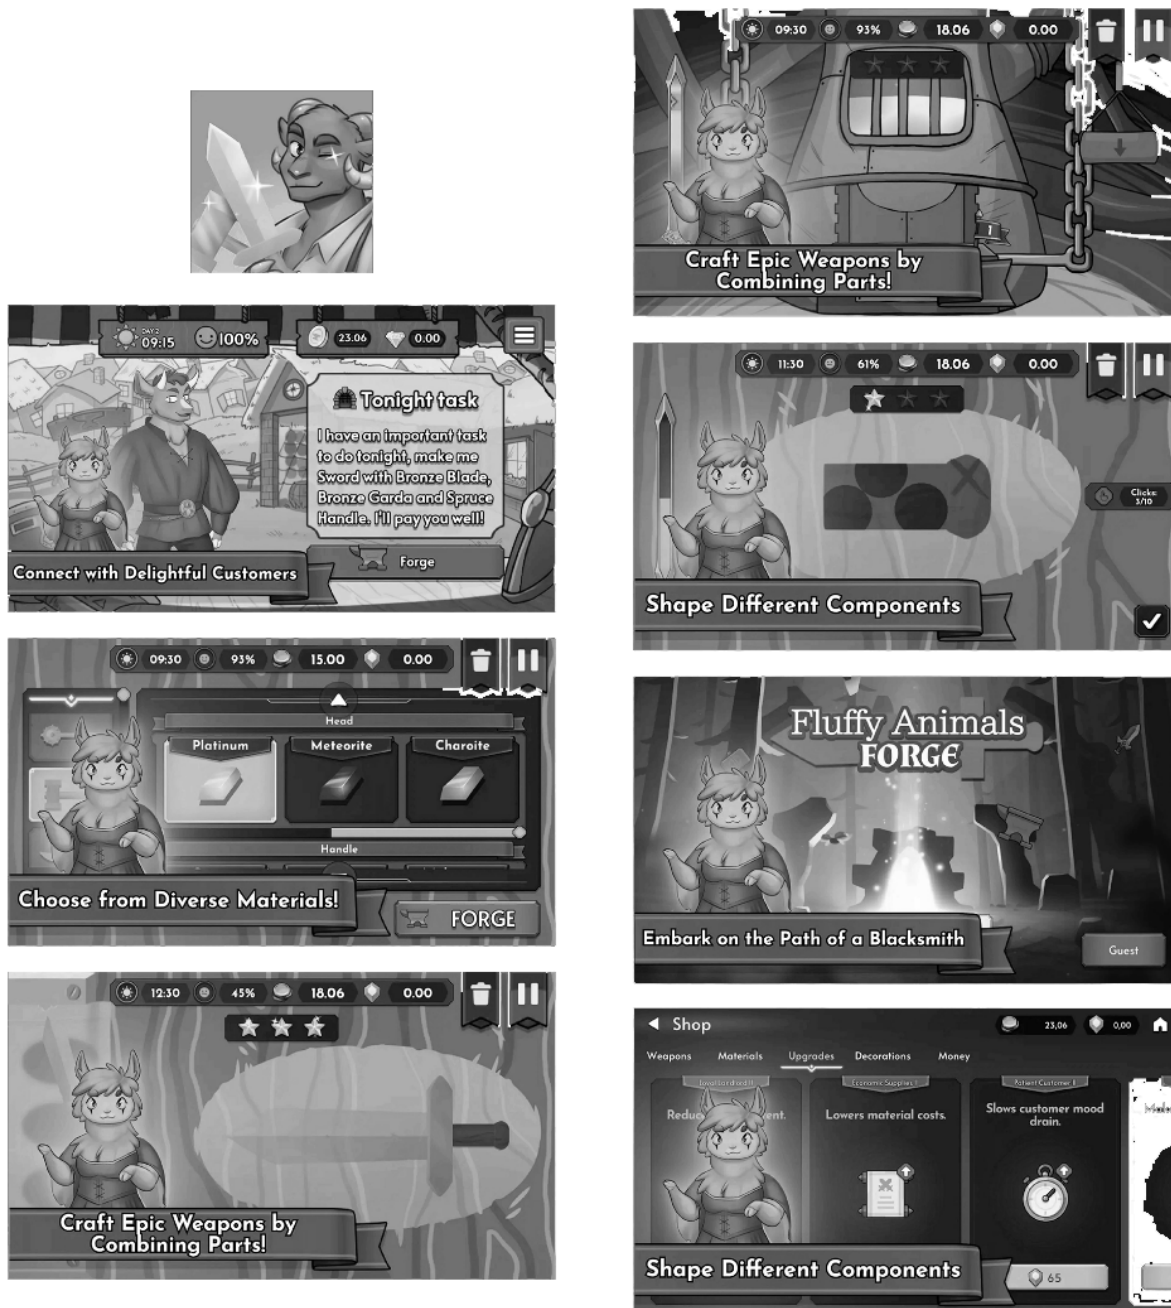 DAY 2
09:15
100%
23.06
0.00
Tonight task
I have an important task
to do tonight, make me
Sword with Bronze Blade,
Bronze Garda and Spruce
Handle. I'll pay you well!
Forge
Connect with Delightful Customers
09:30
93%
15.00
0.00
Head
Platinum
Meteorite
Charoite
Handle
Choose from Diverse Materials!
FORGE
12:30
45%
18.06
0.00
Craft Epic Weapons by
Combining Parts!
09:30
93%
18.06
0.00
1
Craft Epic Weapons by
Combining Parts!
11:30
61%
18.06
0.00
Clicks:
3/10
Shape Different Components
Fluffy Animals
FORGE
Embark on the Path of a Blacksmith
Guest
Shop
23,06
0,00
Weapons
Materials
Upgrades
Decorations
Money
Economic Supplies
Patient Customer II
Lowers material costs.
Slows customer mood
drain.
Shape Different Components
65